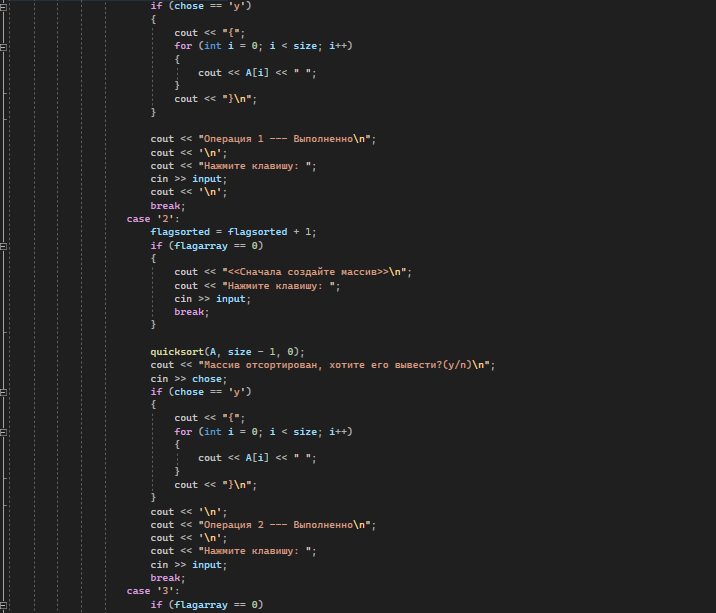 if (chose == 'y')
{
cout << "{";
for (int i = 0; i < size; i++)
{
cout << A[i] << " ";
}
cout << "}\n";
}
cout << "Операция 1 --- Выполненно\n";
cout << '\n';
cout << "Нажмите клавишу: ";
cin >> input;
cout << '\n';
break;
case '2':
flagsorted = flagsorted + 1;
if (flagarray == 0)
{
cout << "<<Сначала создайте массив>>\n";
cout << "Нажмите клавишу: ";
cin >> input;
break;
}
quicksort(A, size - 1, 0);
cout << "Массив отсортирован, хотите его вывести?(y/n)\n";
cin >> chose;
if (chose == 'y')
{
cout << "{";
for (int i = 0; i < size; i++)
{
cout << A[i] << " ";
}
cout << "}\n";
}
cout << '\n';
cout << "Операция 2 --- Выполненно\n";
cout << '\n';
cout << "Нажмите клавишу: ";
cin >> input;
break;
case '3':
if (flagarray == 0)